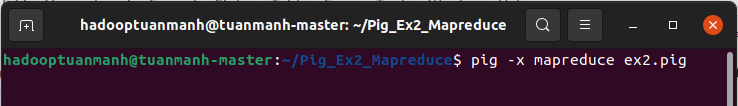 hadooptuanmanh@tuanmanh-master: ~/Pig_Ex2_Mapreduce
hadooptuanmanh@tuanmanh-master:~/Pig_Ex2_Mapreduce$ pig -x mapreduce ex2.pig